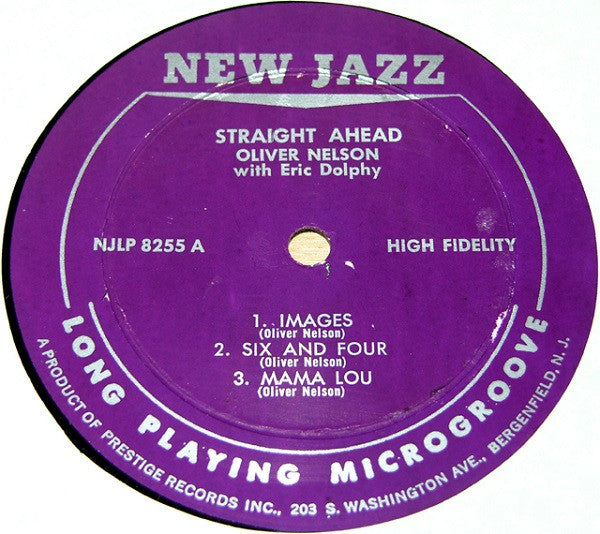 NEW JAZZ
STRAIGHT AHEAD
OLIVER NELSON
with Eric Dolphy
NJLP 8255 A
HIGH FIDELITY
1. IMAGES
(Oliver Nelson)
2. SIX AND FOUR
(Oliver Nelson)
3. MAMA LOU
(Oliver Nelson)
LONG PLAYING MICROGROOVE
A PRODUCT OF PRESTIGE RECORDS INC., 203 S. WASHINGTON AVE., BERGENFIELD, N. J.